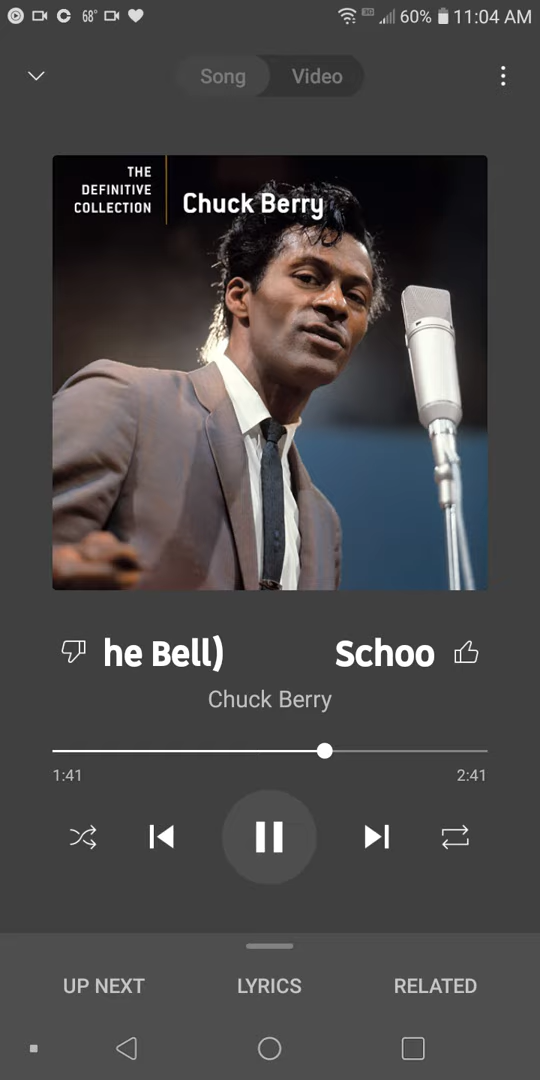 68° 3G 60% 11:04 AM
Song Video
THE
DEFINITIVE
COLLECTION
Chuck Berry
he Bell) Schoo
Chuck Berry
1:41 2:41
UP NEXT LYRICS RELATED